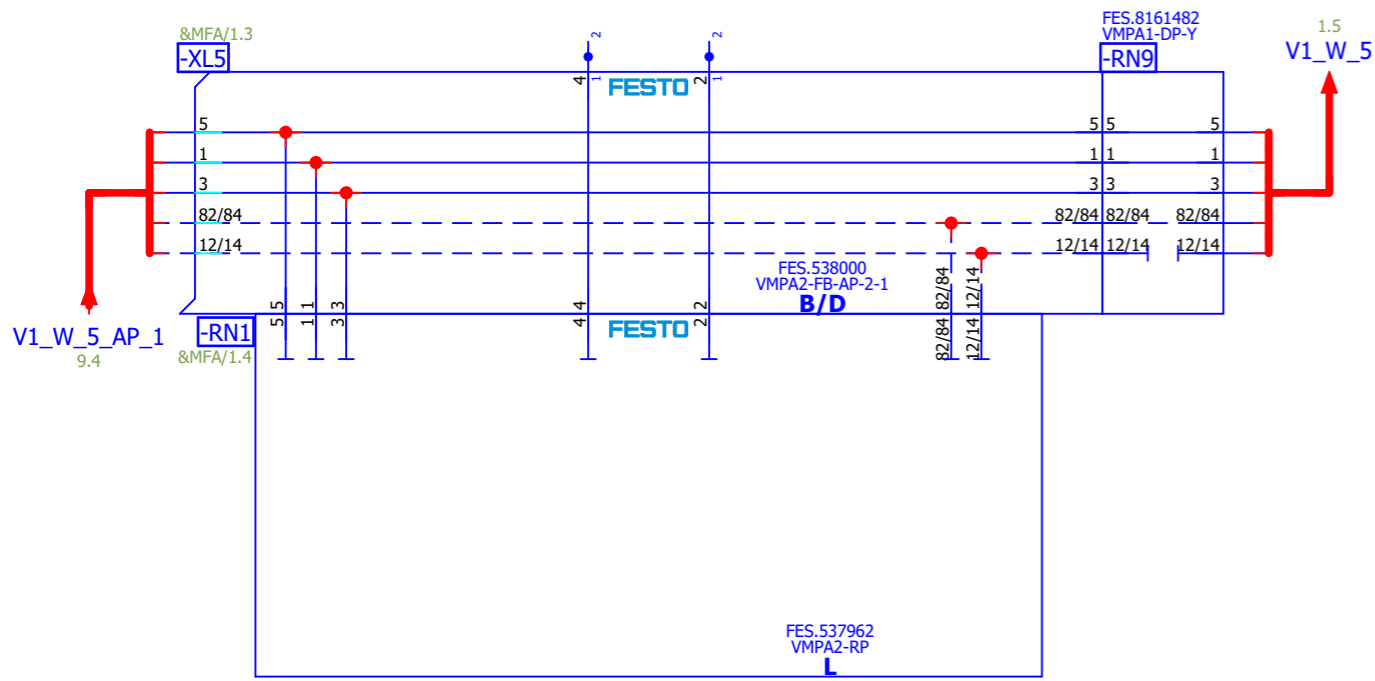 &MFA/1.3
-XL5
2
1
2
1
FES.8161482
VMPA1-DP-Y
-RN9
1.5
V1_W_5
4
FESTO
2
5
5
5
5
1
1
1
1
3
3
3
3
82/84
82/84
82/84
82/84
12/14
12/14
12/14
12/14
FES.538000
VMPA2-FB-AP-2-1
B/D
5
1
3
4
2
82/84
12/14
V1_W_5_AP_1
9.4
-RN1
&MFA/1.4
5
1
3
4
FESTO
2
82/84
12/14
FES.537962
VMPA2-RP
L